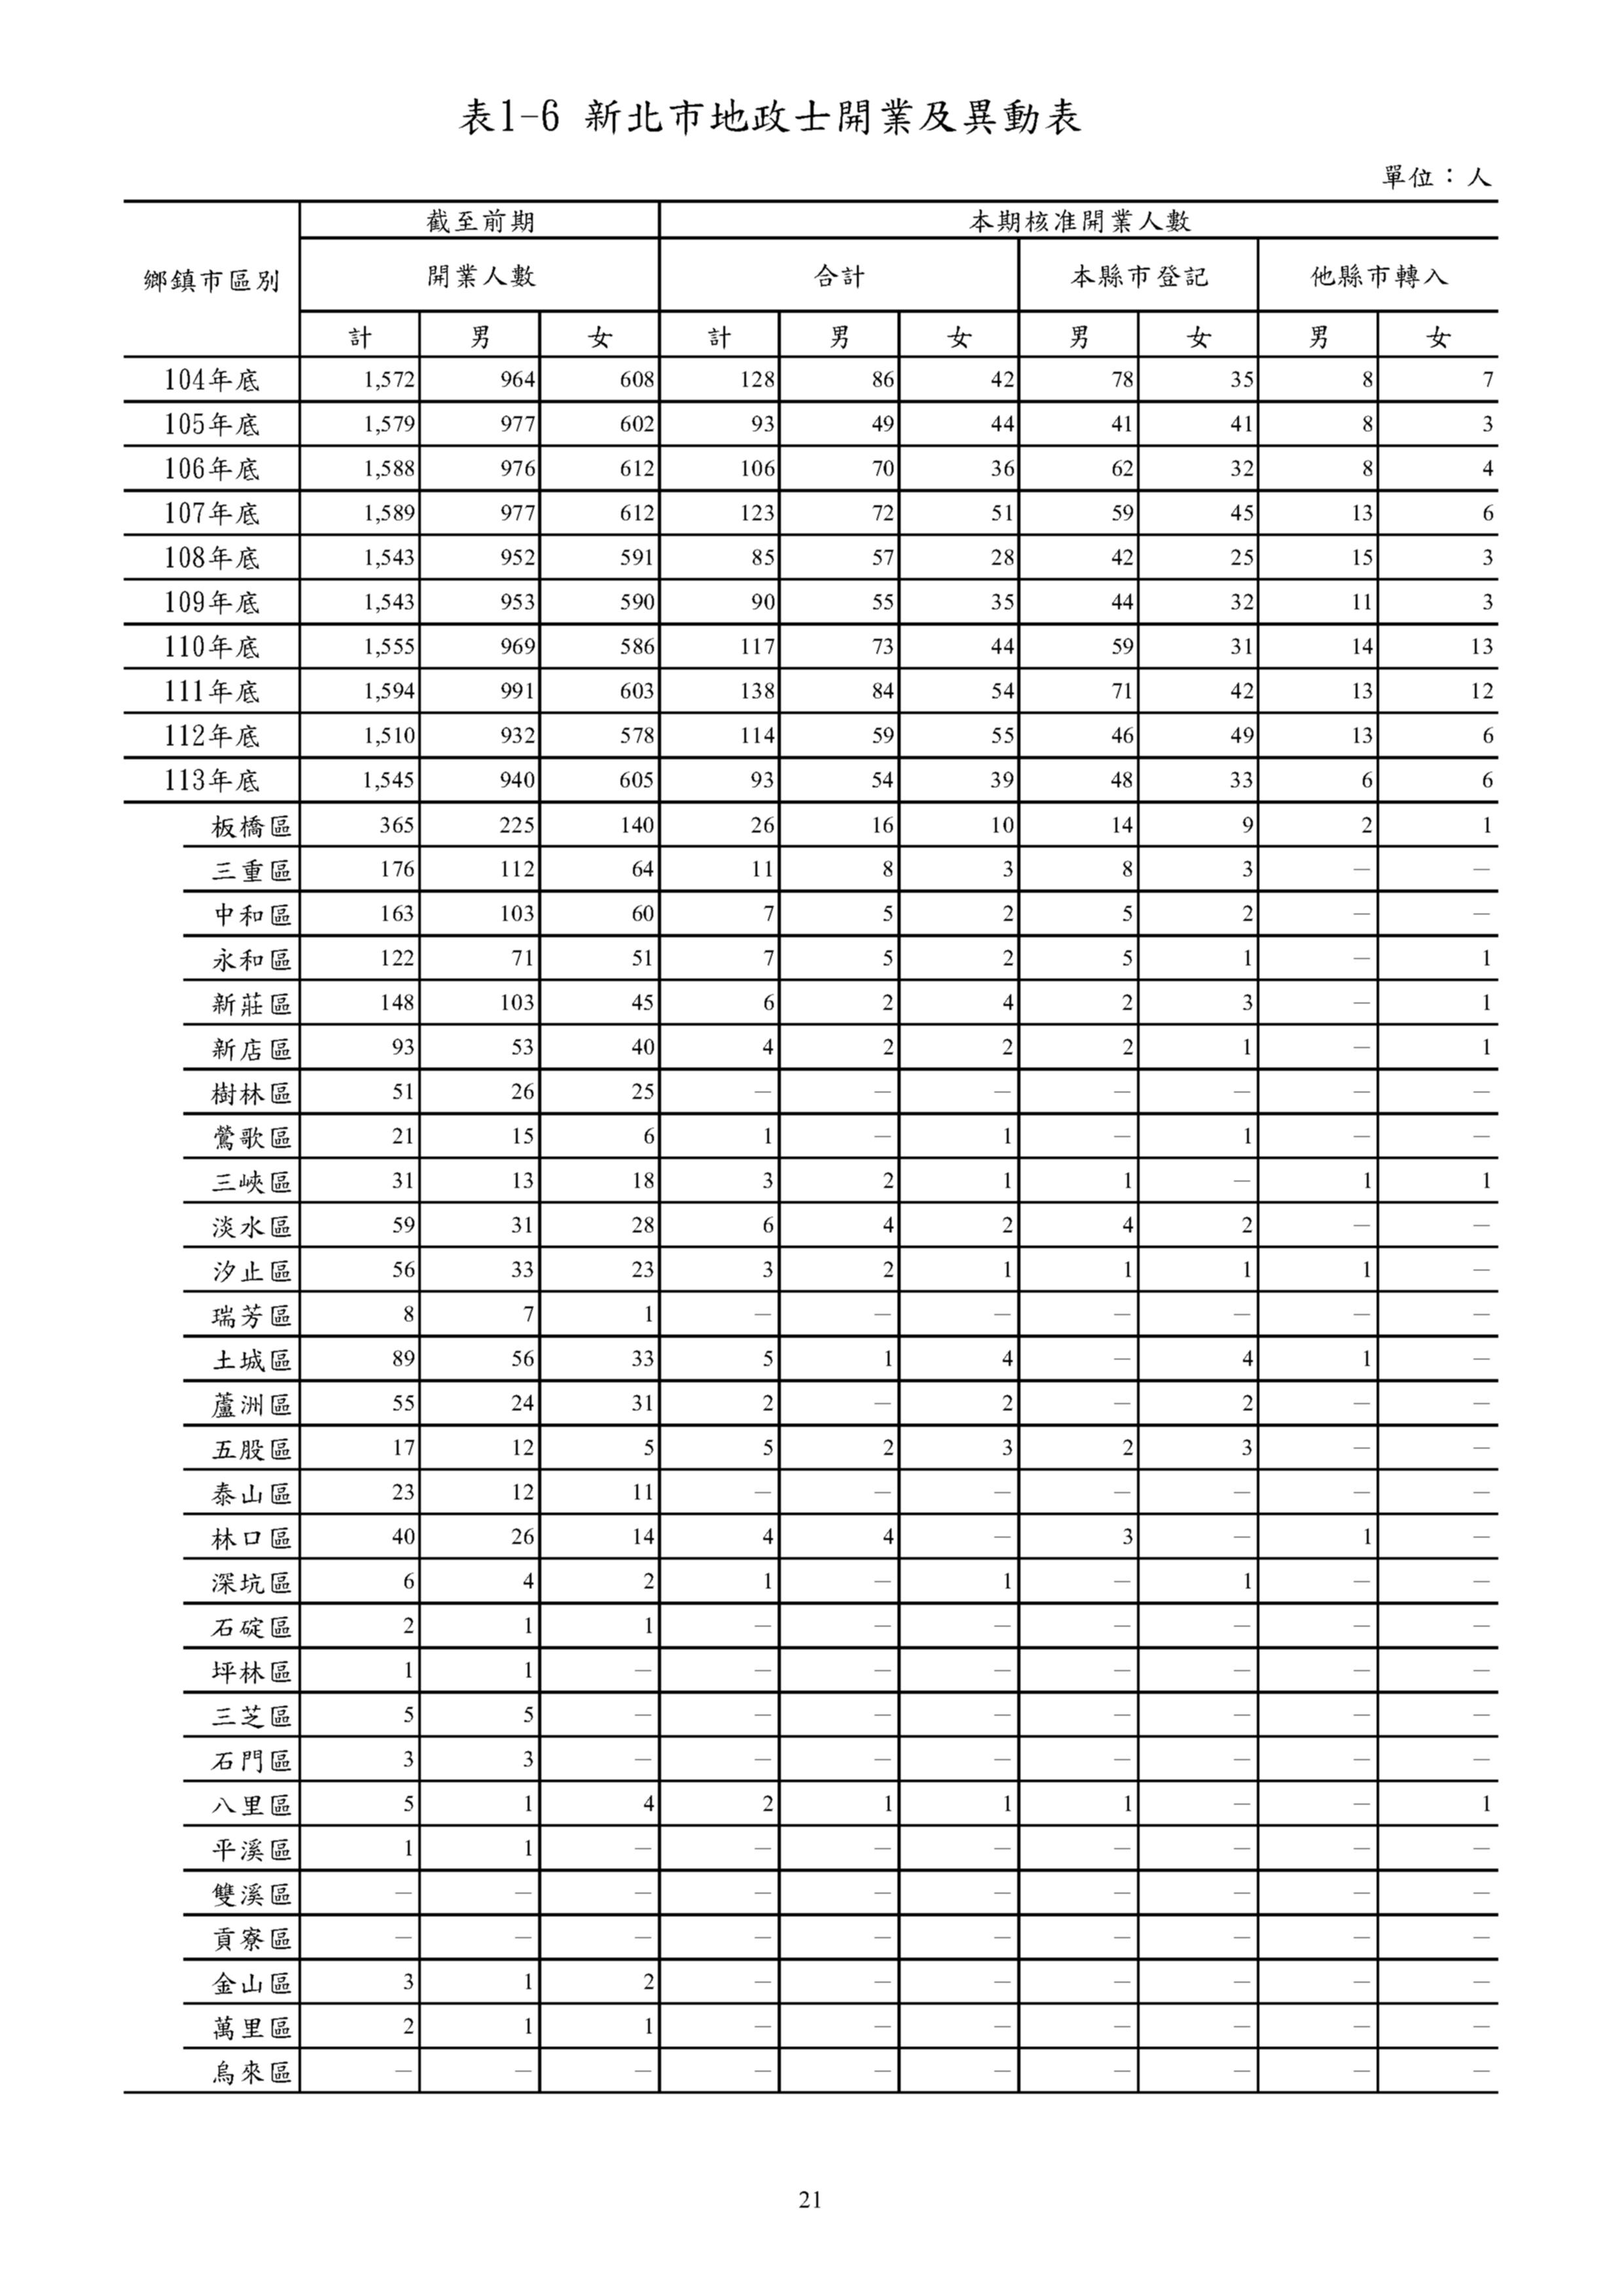 表1-6 新北市地政士開業及異動表
單位：人
鄉鎮市區別 截至前期 本期核准開業人數
開業人數 合計 本縣市登記 他縣市轉入
計 男 女 計 男 女 男 女 男 女
104年底 1,572 964 608 128 86 42 78 35 8 7
105年底 1,579 977 602 93 49 44 41 41 8 3
106年底 1,588 976 612 106 70 36 62 32 8 4
107年底 1,589 977 612 123 72 51 59 45 13 6
108年底 1,543 952 591 85 57 28 42 25 15 3
109年底 1,543 953 590 90 55 35 44 32 11 3
110年底 1,555 969 586 117 73 44 59 31 14 13
111年底 1,594 991 603 138 84 54 71 42 13 12
112年底 1,510 932 578 114 59 55 46 49 13 6
113年底 1,545 940 605 93 54 39 48 33 6 6
板橋區 365 225 140 26 16 10 14 9 2 1
三重區 176 112 64 11 8 3 8 3 — —
中和區 163 103 60 7 5 2 5 2 — —
永和區 122 71 51 7 5 2 5 1 — 1
新莊區 148 103 45 6 2 4 2 3 — 1
新店區 93 53 40 4 2 2 2 1 — 1
樹林區 51 26 25 — — — — — — —
鶯歌區 21 15 6 1 — 1 — 1 — —
三峽區 31 13 18 3 2 1 1 — 1 1
淡水區 59 31 28 6 4 2 4 2 — —
汐止區 56 33 23 3 2 1 1 1 1 —
瑞芳區 8 7 1 — — — — — — —
土城區 89 56 33 5 1 4 — 4 1 —
蘆洲區 55 24 31 2 — 2 — 2 — —
五股區 17 12 5 5 2 3 2 3 — —
泰山區 23 12 11 — — — — — — —
林口區 40 26 14 4 4 — 3 — 1 —
深坑區 6 4 2 1 — 1 — 1 — —
石碇區 2 1 1 — — — — — — —
坪林區 1 1 — — — — — — — —
三芝區 5 5 — — — — — — — —
石門區 3 3 — — — — — — — —
八里區 5 1 4 2 1 1 1 — — 1
平溪區 1 1 — — — — — — — —
雙溪區 — — — — — — — — — —
貢寮區 — — — — — — — — — —
金山區 3 1 2 — — — — — — —
萬里區 2 1 1 — — — — — — —
烏來區 — — — — — — — — — —
21